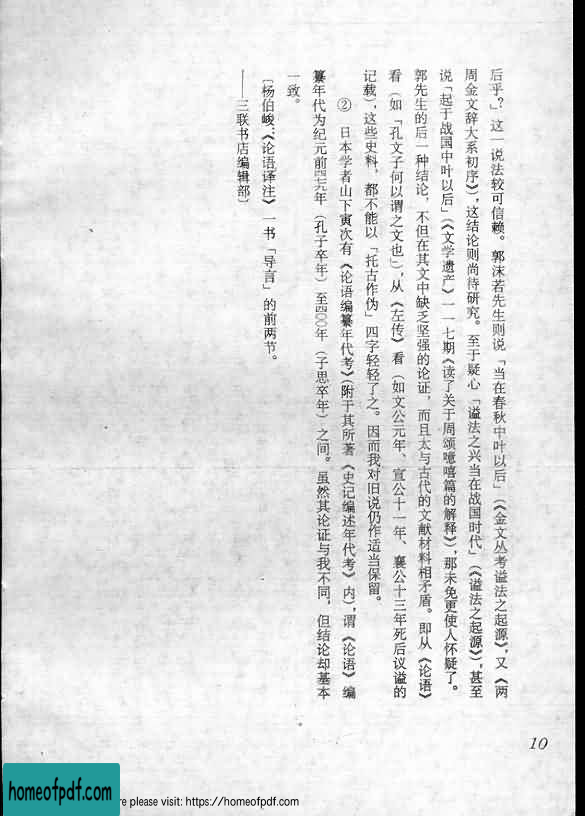 后乎？这一说法较可信赖。郭沫若先生则说「当在春秋中叶以后」（《金文丛考谥法之起源》，又《两
周金文辞大系初序》），这结论则尚待研究。至于疑心「谥法之兴当在战国时代」（《谥法之起源》），甚至
说「起于战国中叶以后」（《文学遗产》一一七期《读了关于周颂噫嘻篇的解释》），那未免更使人怀疑了。
郭先生的后一种结论，不但在其文中缺乏坚强的论证，而且太与古代的文献材料相矛盾。即从《论语》
看（如「孔文子何以谓之文也」），从《左传》看（如文公元年、宣公十一年、襄公十三年死后议谥的
记载），这些史料，都不能以「托古作伪」四字轻轻了之。因而我对旧说仍作适当保留。
② 日本学者山下寅次有《论语编纂年代考》（附于其所著《史记编述年代考》内），谓《论语》编
纂年代为纪元前四七九年（孔子卒年）至四〇〇年（子思卒年）之间。虽然其论证与我不同，但结论却基本
一致。
〔杨伯峻：《论语译注》一书「导言」的前两节。
——三联书店编辑部〕
10
homeofpdf.com
re please visit: https://homeofpdf.com